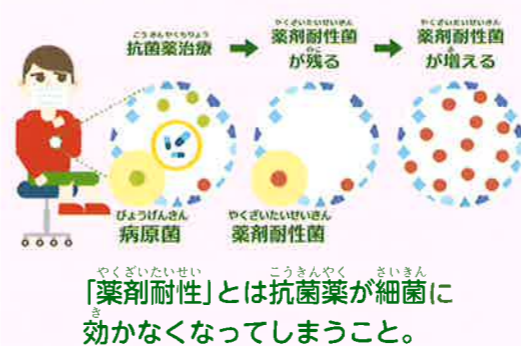 こうきんやくちりょう
抗菌薬治療
やくざいたいせいきん
薬剤耐性菌
のこ
が残る
やくざいたいせいきん
薬剤耐性菌
ふ
が増える
びょうげんきん
病原菌
やくざいたいせいきん
薬剤耐性菌
やくざいたいせい こうきんやく さいきん
「薬剤耐性」とは抗菌薬が細菌に
き
効かなくなってしまうこと。